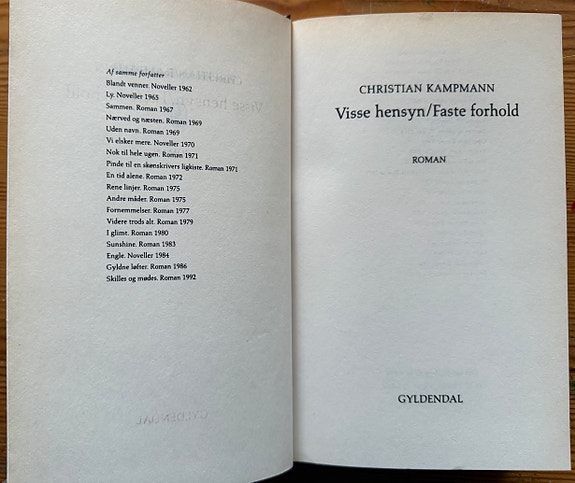 Af samme forfatter
Blandt venner. Noveller 1962
Ly. Noveller 1965
Sammen. Roman 1967
Nærved og næsten. Roman 1969
Uden navn. Roman 1969
Vi elsker mere. Noveller 1970
Nok til hele ugen. Roman 1971
Pinde til en skønskrivers ligkiste. Roman 1971
En tid alene. Roman 1972
Rene linjer. Roman 1975
Andre måder. Roman 1975
Fornemmelser. Roman 1977
Videre trods alt. Roman 1979
I glimt. Roman 1980
Sunshine. Roman 1983
Engle. Noveller 1984
Gyldne løfter. Roman 1986
Skilles og mødes. Roman 1992
CHRISTIAN KAMPMANN
Visse hensyn/Faste forhold
ROMAN
GYLDENDAL